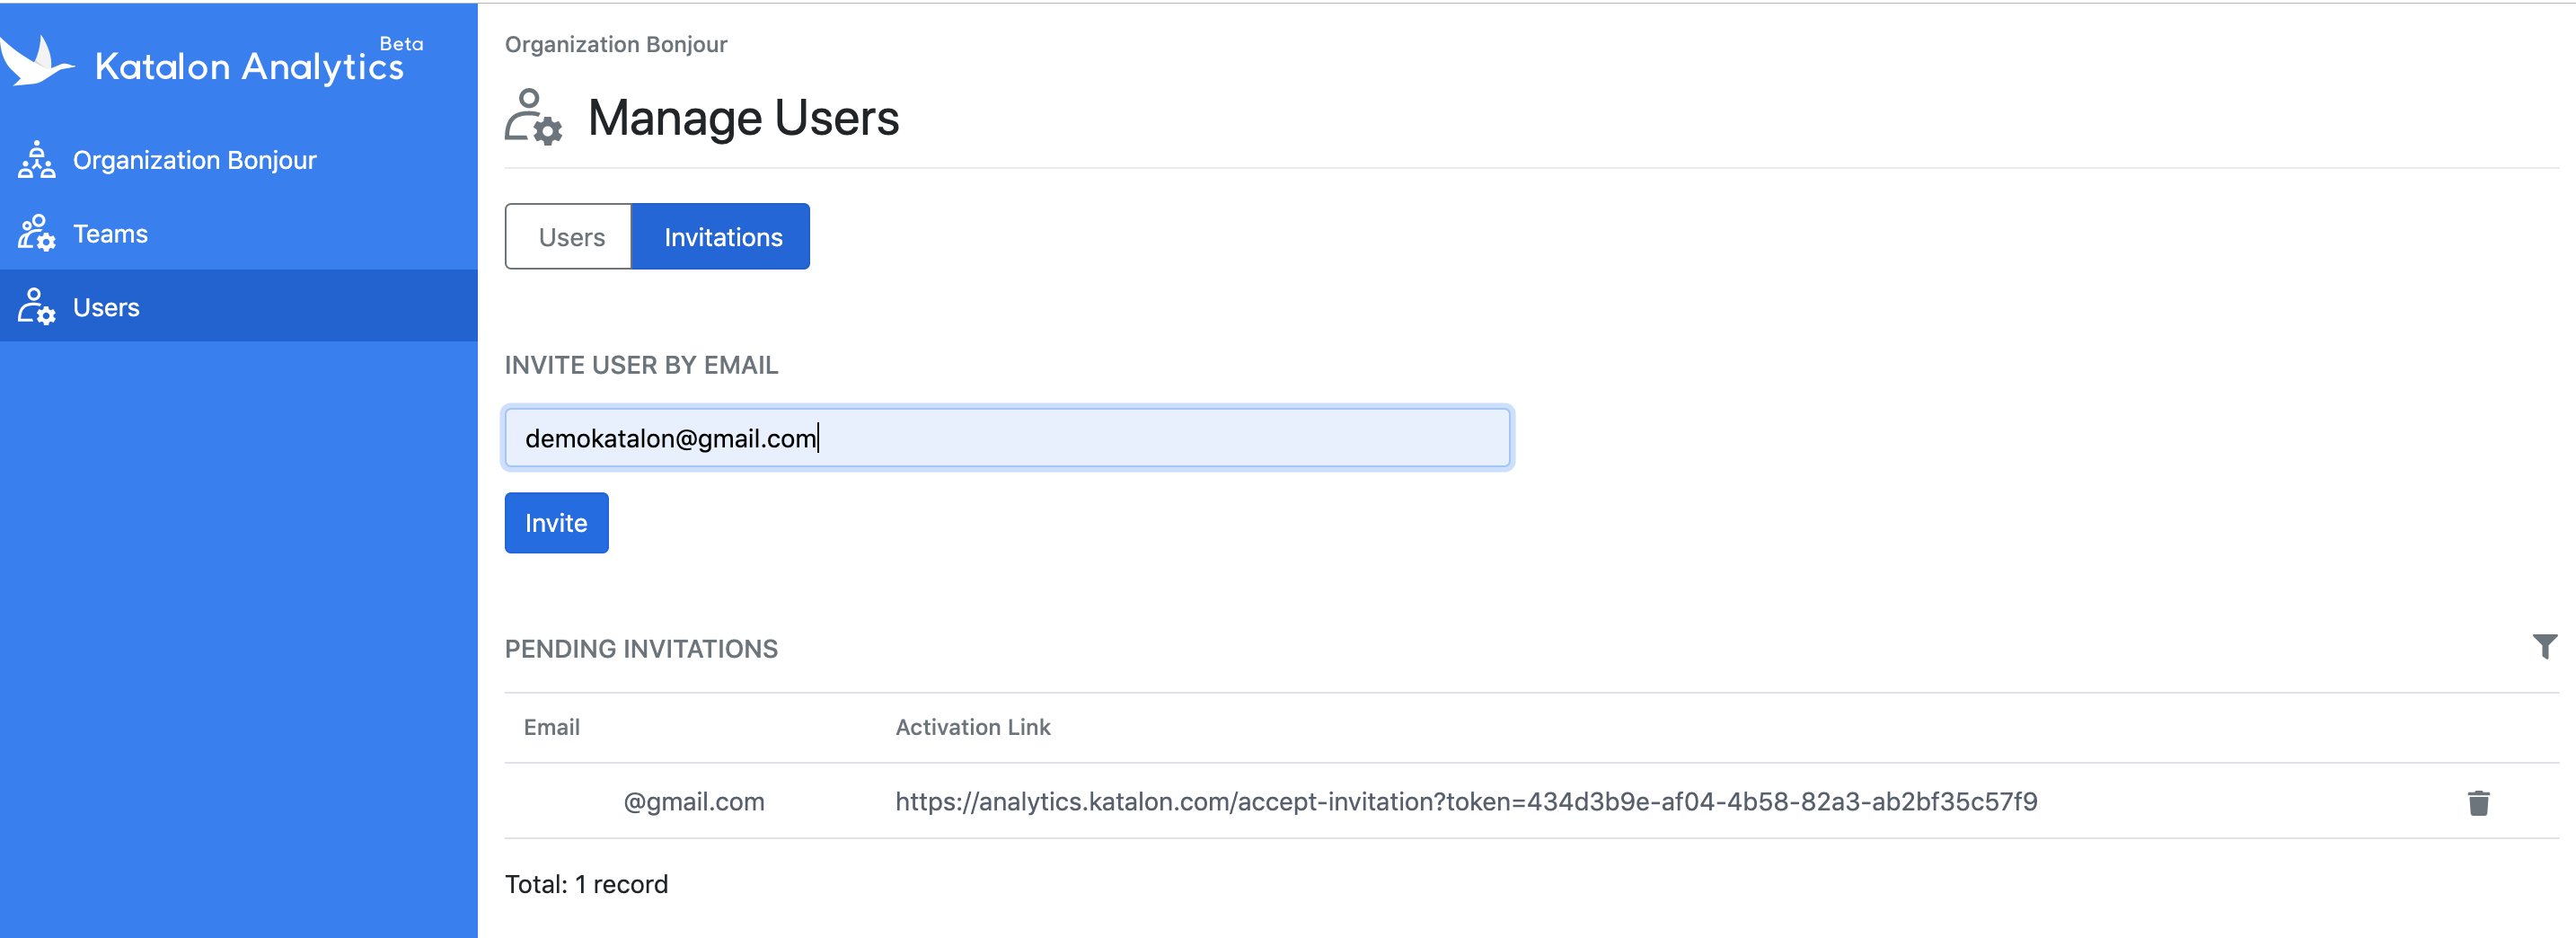 Katalon Analytics Beta
Organization Bonjour
Teams
Users
Organization Bonjour
Manage Users
Users Invitations
INVITE USER BY EMAIL
demokatalon@gmail.com
Invite
PENDING INVITATIONS
Email Activation Link
@gmail.com https://analytics.katalon.com/accept-invitation?token=434d3b9e-af04-4b58-82a3-ab2bf35c57f9
Total: 1 record